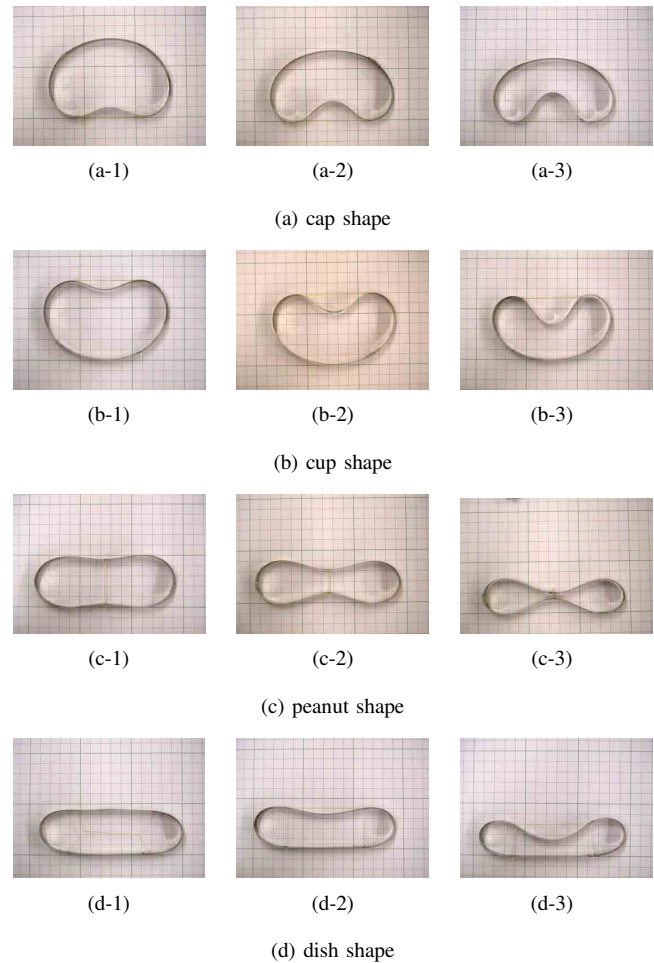 (a-1) (a-2) (a-3)
(a) cap shape
(b-1) (b-2) (b-3)
(b) cup shape
(c-1) (c-2) (c-3)
(c) peanut shape
(d-1) (d-2) (d-3)
(d) dish shape